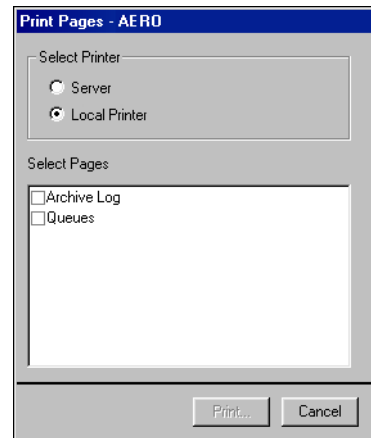 Print Pages - AERO
Select Printer
Server
Local Printer
Select Pages
Archive Log
Queues
Print... Cancel